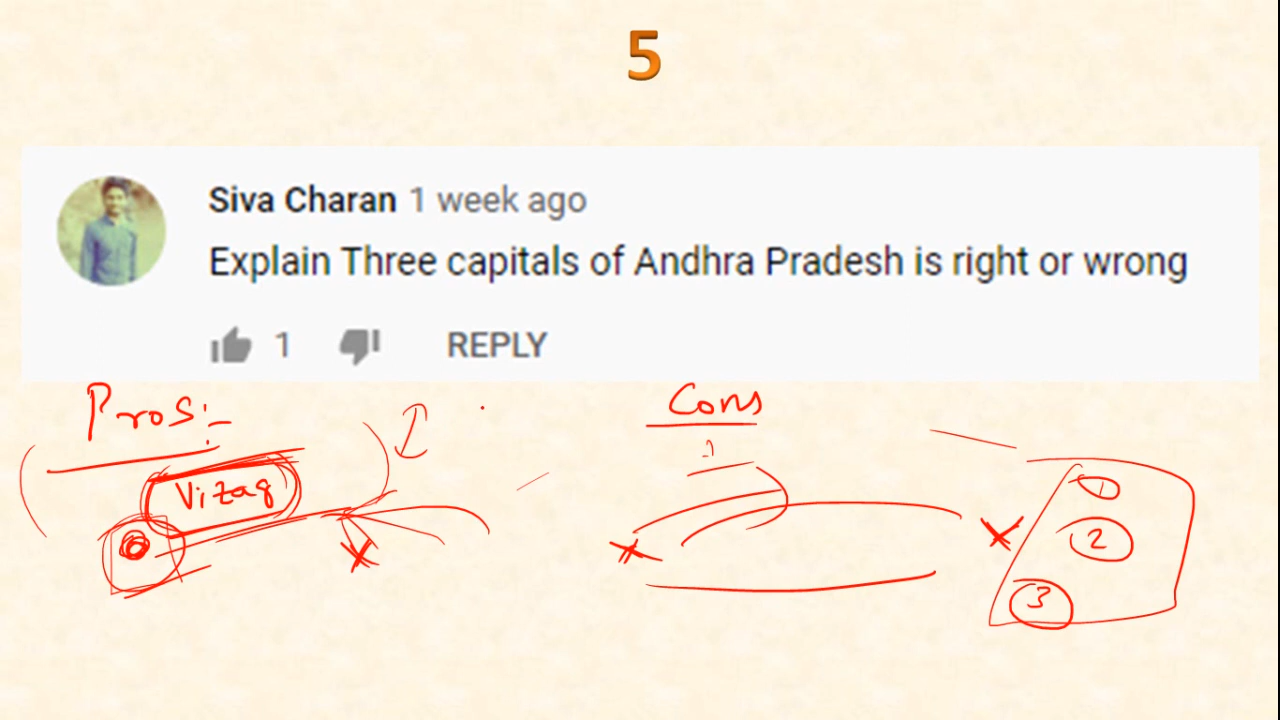 5
Siva Charan 1 week ago
Explain Three capitals of Andhra Pradesh is right or wrong
1 REPLY
Pros:-
Cons
Vizag
1
2
3